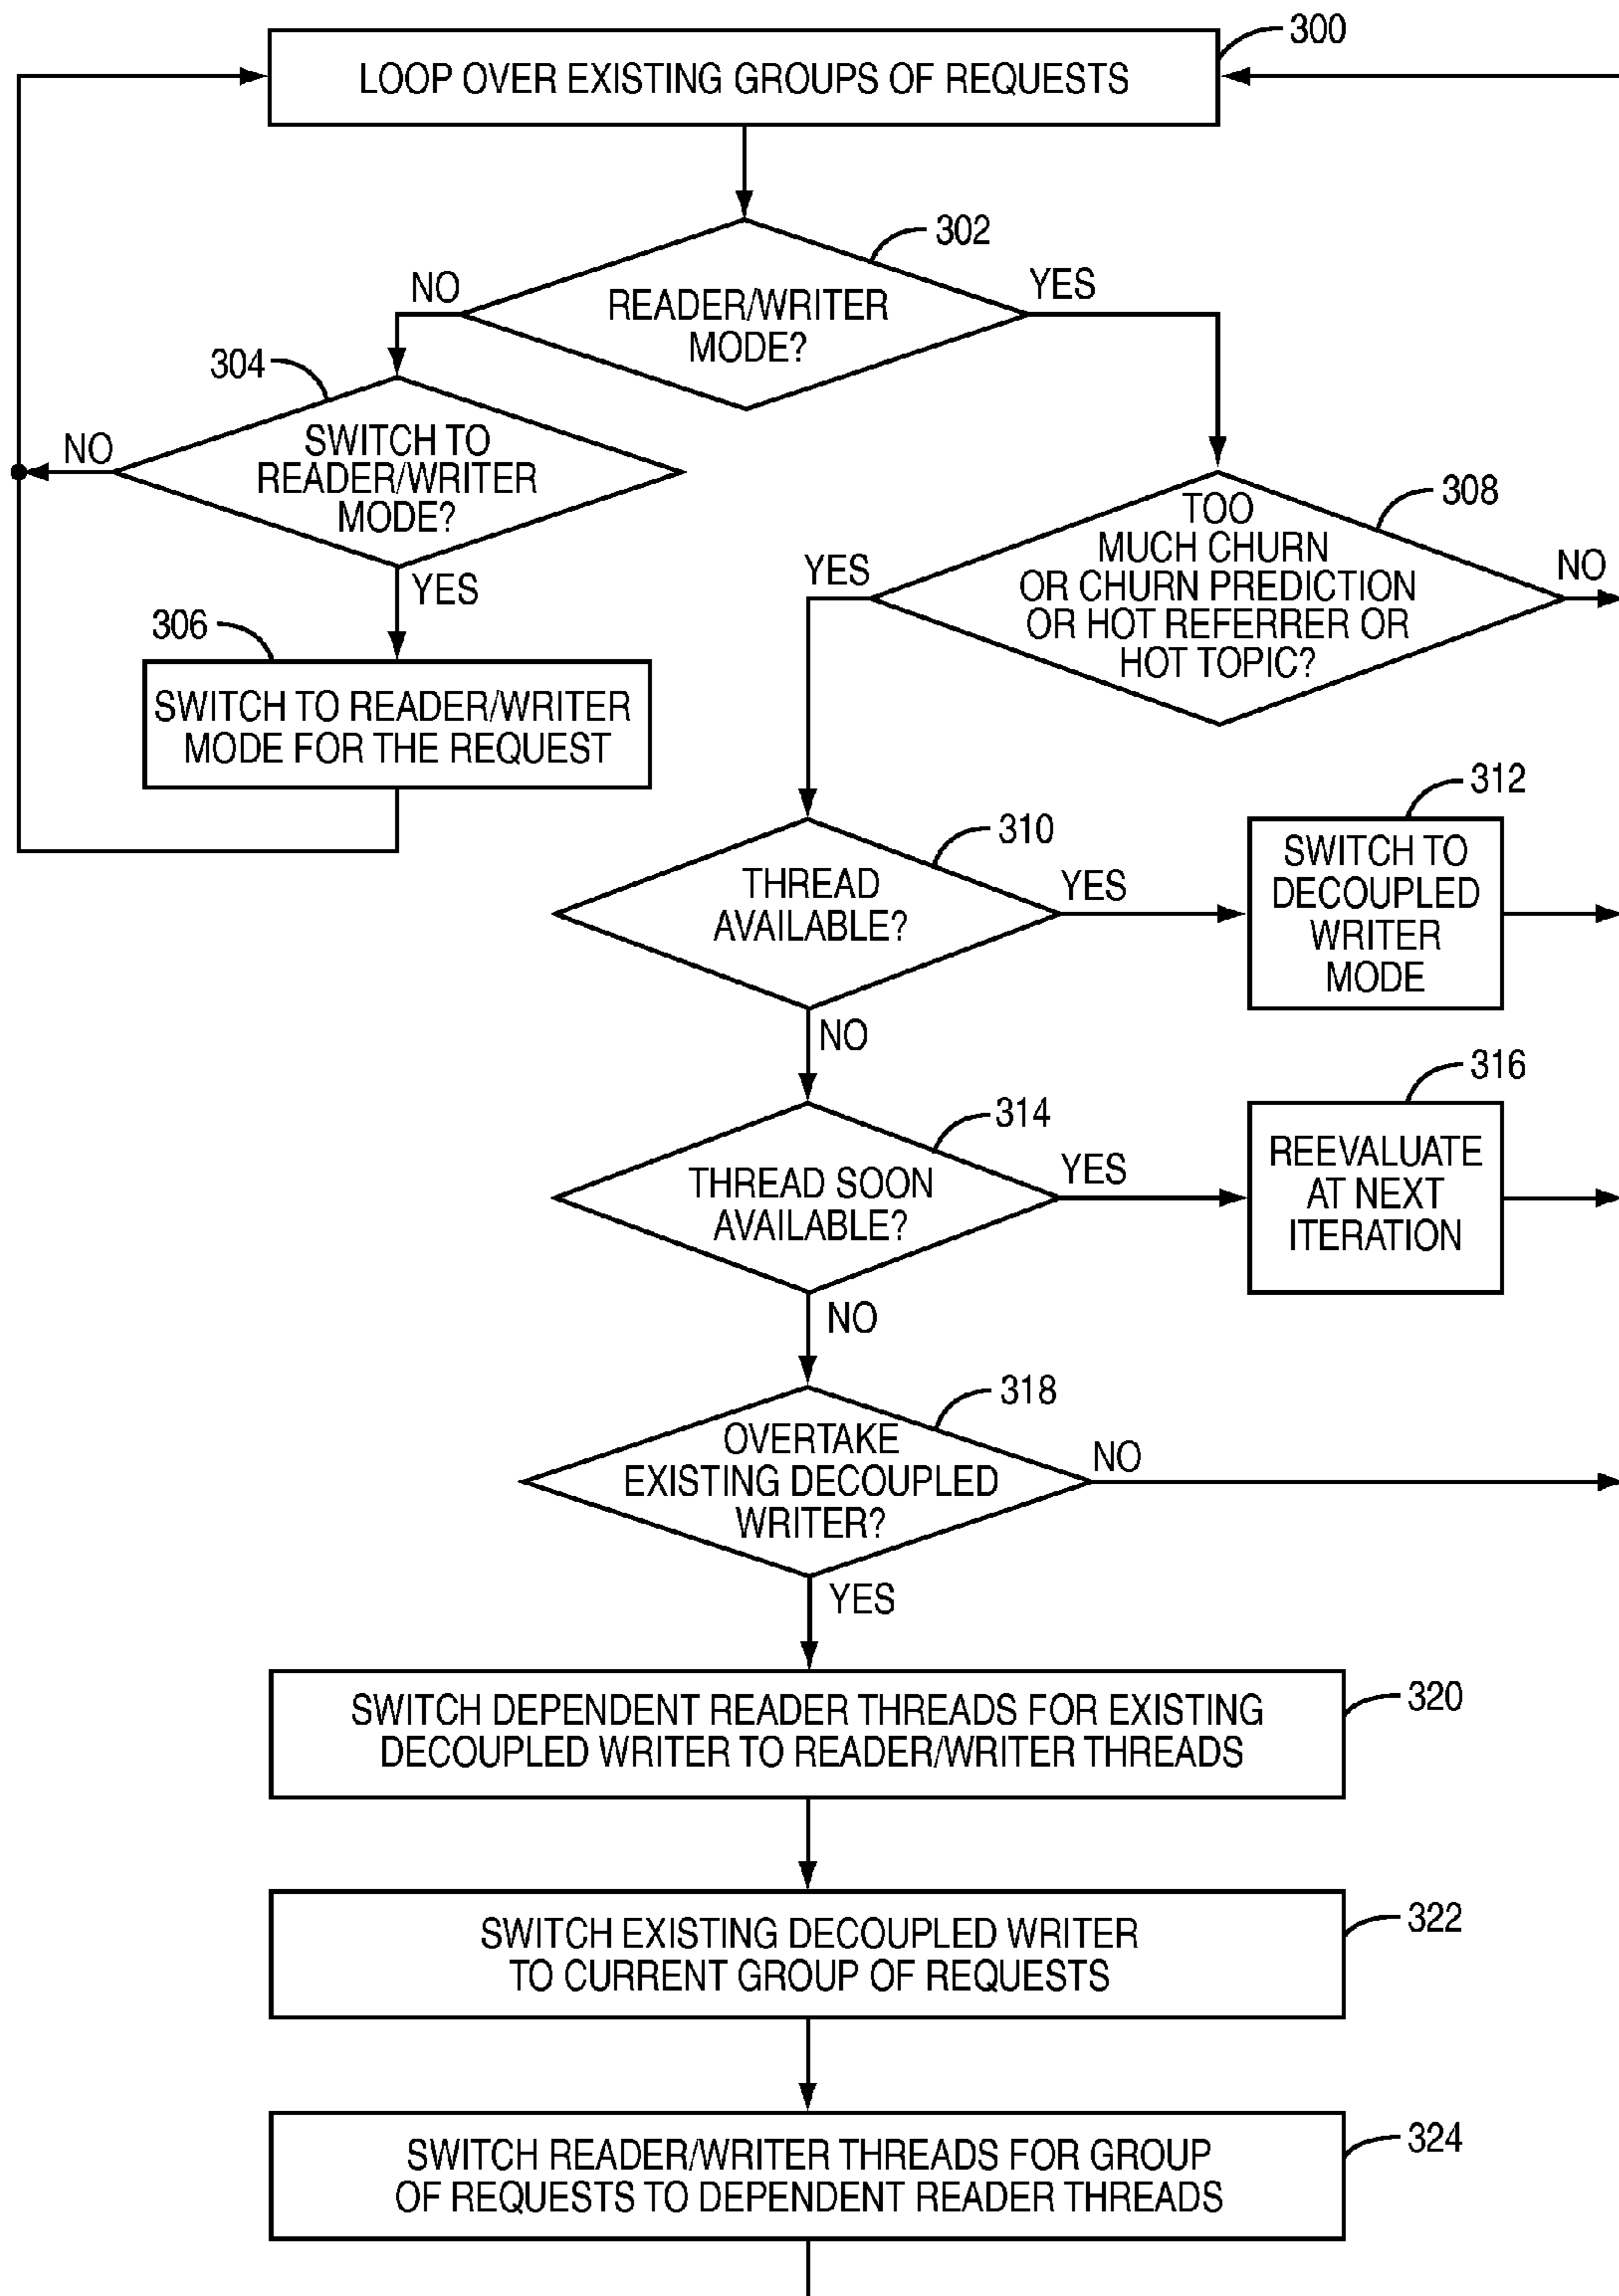 300
LOOP OVER EXISTING GROUPS OF REQUESTS
302
NO
YES
READER/WRITER
MODE?
304
NO
SWITCH TO
READER/WRITER
MODE?
YES
308
TOO
MUCH CHURN
OR CHURN PREDICTION
OR HOT REFERRER OR
HOT TOPIC?
YES
NO
306
SWITCH TO READER/WRITER
MODE FOR THE REQUEST
310
THREAD
AVAILABLE?
YES
NO
312
SWITCH TO
DECOUPLED
WRITER
MODE
314
THREAD SOON
AVAILABLE?
YES
NO
316
REEVALUATE
AT NEXT
ITERATION
318
OVERTAKE
EXISTING DECOUPLED
WRITER?
NO
YES
320
SWITCH DEPENDENT READER THREADS FOR EXISTING
DECOUPLED WRITER TO READER/WRITER THREADS
322
SWITCH EXISTING DECOUPLED WRITER
TO CURRENT GROUP OF REQUESTS
324
SWITCH READER/WRITER THREADS FOR GROUP
OF REQUESTS TO DEPENDENT READER THREADS